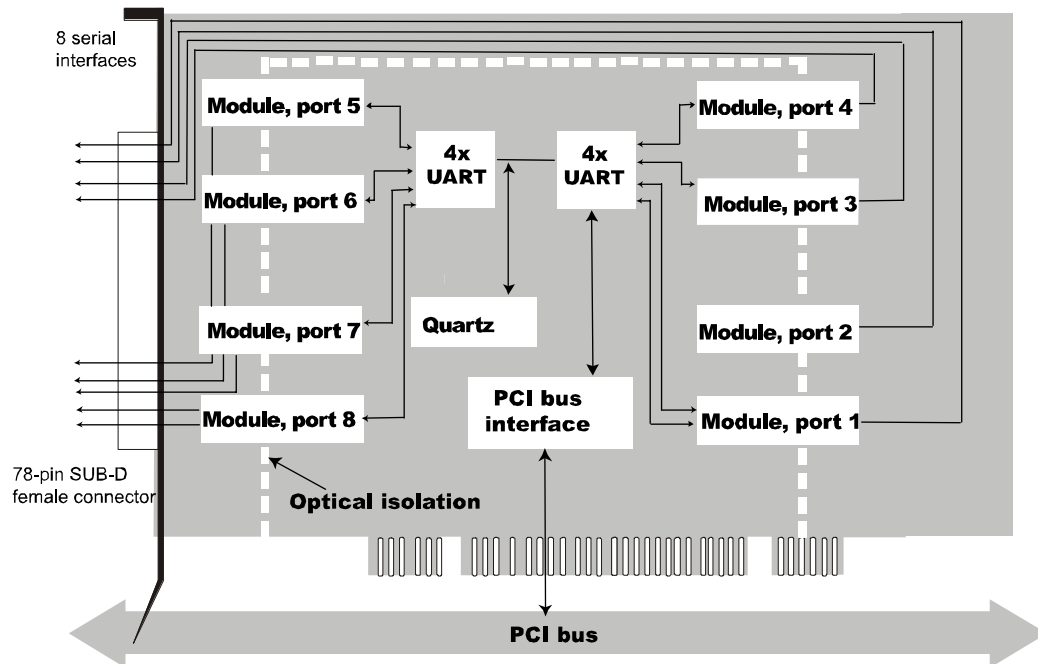 8 serial
interfaces
Module, port 5
Module, port 4
4x
UART
4x
UART
Module, port 6
Module, port 3
Module, port 7
Quartz
Module, port 2
PCI bus
interface
Module, port 8
Module, port 1
78-pin SUB-D
female connector
Optical isolation
PCI bus